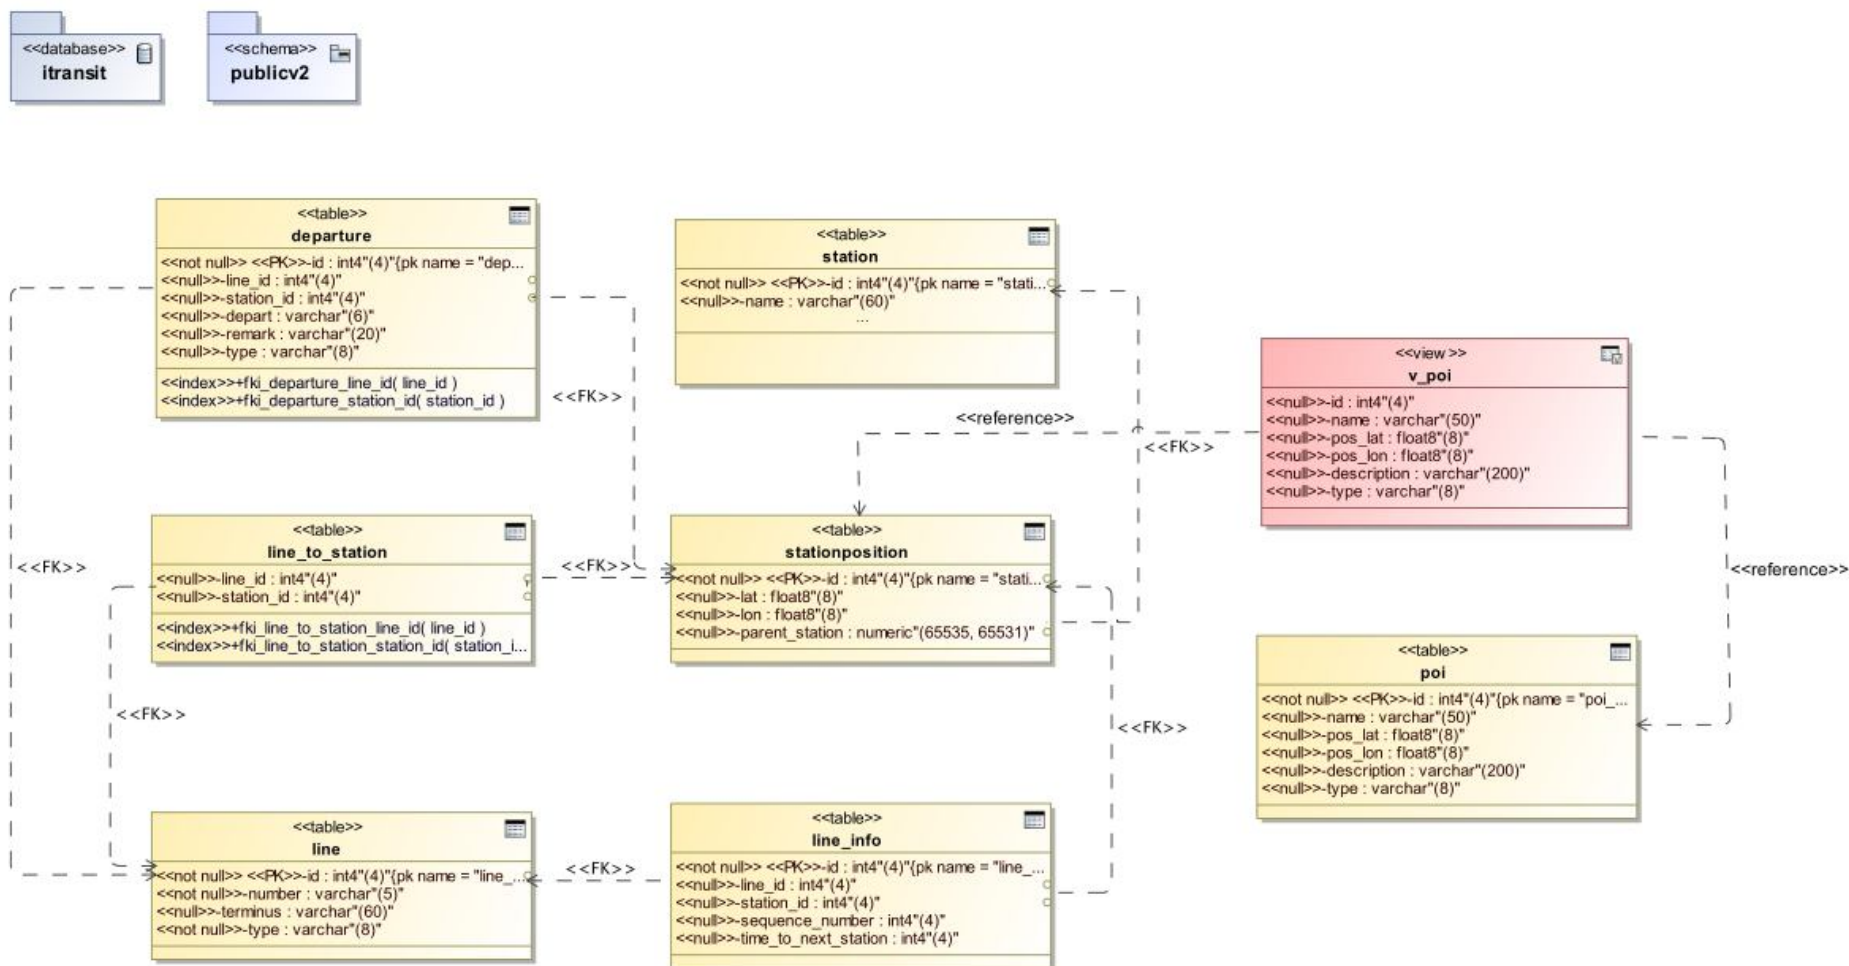 <<database>>
itransit
<<schema>>
publicv2
<<table>>
departure
<<not null>> <<PK>>-id : int4"(4)"{pk name = "dep...
<<null>>-line_id : int4"(4)"
<<null>>-station_id : int4"(4)"
<<null>>-depart : varchar"(6)"
<<null>>-remark : varchar"(20)"
<<null>>-type : varchar"(8)"
<<index>>+fki_departure_line_id( line_id )
<<index>>+fki_departure_station_id( station_id )
<<table>>
station
<<not null>> <<PK>>-id : int4"(4)"{pk name = "stati...
<<null>>-name : varchar"(60)"
...
<<FK>>
<<reference>>
<<FK>>
<<view>>
v_poi
<<null>>-id : int4"(4)"
<<null>>-name : varchar"(50)"
<<null>>-pos_lat : float8"(8)"
<<null>>-pos_lon : float8"(8)"
<<null>>-description : varchar"(200)"
<<null>>-type : varchar"(8)"
<<FK>>
<<table>>
line_to_station
<<null>>-line_id : int4"(4)"
<<null>>-station_id : int4"(4)"
<<index>>+fki_line_to_station_line_id( line_id )
<<index>>+fki_line_to_station_station_id( station_i...
<<FK>>
<<table>>
stationposition
<<not null>> <<PK>>-id : int4"(4)"{pk name = "stati...
<<null>>-lat : float8"(8)"
<<null>>-lon : float8"(8)"
<<null>>-parent_station : numeric"(65535, 65531)"
<<reference>>
<<FK>>
<<FK>>
<<table>>
poi
<<not null>> <<PK>>-id : int4"(4)"{pk name = "poi_...
<<null>>-name : varchar"(50)"
<<null>>-pos_lat : float8"(8)"
<<null>>-pos_lon : float8"(8)"
<<null>>-description : varchar"(200)"
<<null>>-type : varchar"(8)"
<<table>>
line
<<not null>> <<PK>>-id : int4"(4)"{pk name = "line_...
<<not null>>-number : varchar"(5)"
<<null>>-terminus : varchar"(60)"
<<not null>>-type : varchar"(8)"
<<FK>>
<<table>>
line_info
<<not null>> <<PK>>-id : int4"(4)"{pk name = "line_...
<<null>>-line_id : int4"(4)"
<<null>>-station_id : int4"(4)"
<<null>>-sequence_number : int4"(4)"
<<null>>-time_to_next_station : int4"(4)"